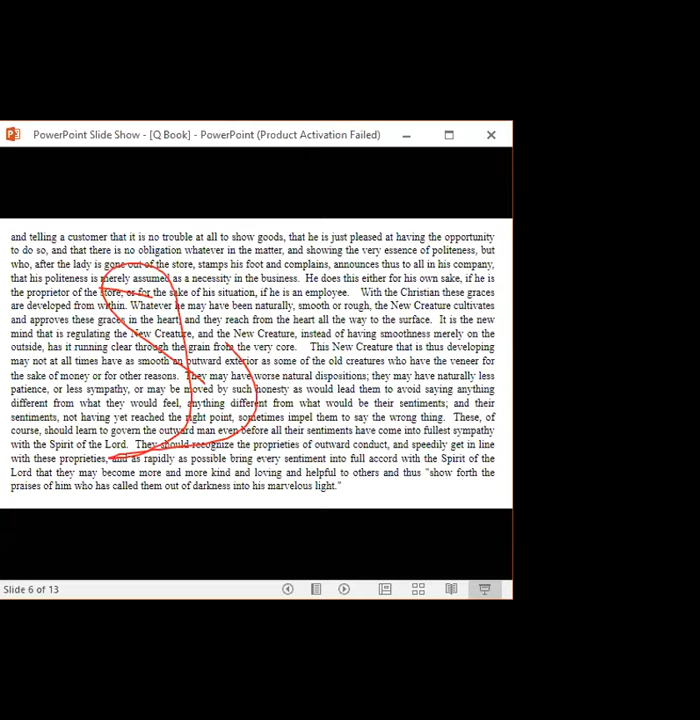 PowerPoint Slide Show - [Q Book] - PowerPoint (Product Activation Failed)
and telling a customer that it is no trouble at all to show goods, that he is just pleased at having the opportunity
to do so, and that there is no obligation whatever in the matter, and showing the very essence of politeness, but
who, after the lady is gone out of the store, stamps his foot and complains, announces thus to all in his company,
that his politeness is merely assumed as a necessity in the business. He does this either for his own sake, if he is
the proprietor of the store, or for the sake of his situation, if he is an employee. With the Christian these graces
are developed from within. Whatever he may have been naturally, smooth or rough, the New Creature cultivates
and approves these graces in the heart, and they reach from the heart all the way to the surface. It is the new
mind that is regulating the New Creature, and the New Creature, instead of having smoothness merely on the
outside, has it running clear through the grain from the very core. This New Creature that is thus developing
may not at all times have as smooth an outward exterior as some of the old creatures who have the veneer for
the sake of money or for other reasons. They may have worse natural dispositions; they may have naturally less
patience, or less sympathy, or may be moved by such honesty as would lead them to avoid saying anything
different from what they would feel, anything different from what would be their sentiments; and their
sentiments, not having yet reached the right point, sometimes impel them to say the wrong thing. These, of
course, should learn to govern the outward man even before all their sentiments have come into fullest sympathy
with the Spirit of the Lord. They should recognize the proprieties of outward conduct, and speedily get in line
with these proprieties, and as rapidly as possible bring every sentiment into full accord with the Spirit of the
Lord that they may become more and more kind and loving and helpful to others and thus "show forth the
praises of him who has called them out of darkness into his marvelous light."
Slide 6 of 13